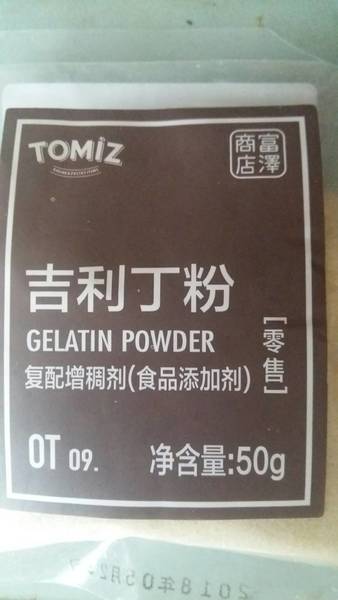 TOMIZ
富澤商店
吉利丁粉
GELATIN POWDER
[零售]
复配增稠剂(食品添加剂)
OT 09.
净含量:50g